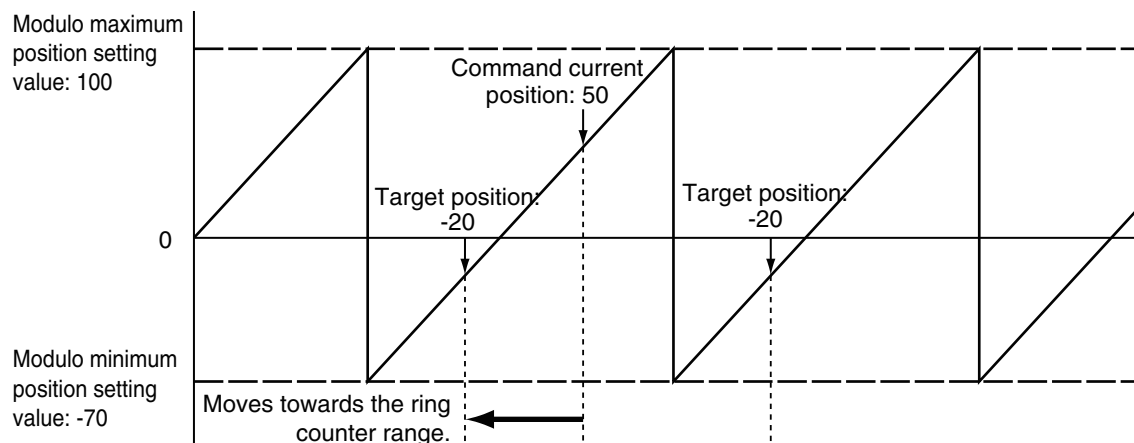 Modulo maximum
position setting
value: 100
Command current
position: 50
Target position:
-20
Target position:
-20
0
Modulo minimum
position setting
value: -70
Moves towards the ring
counter range.